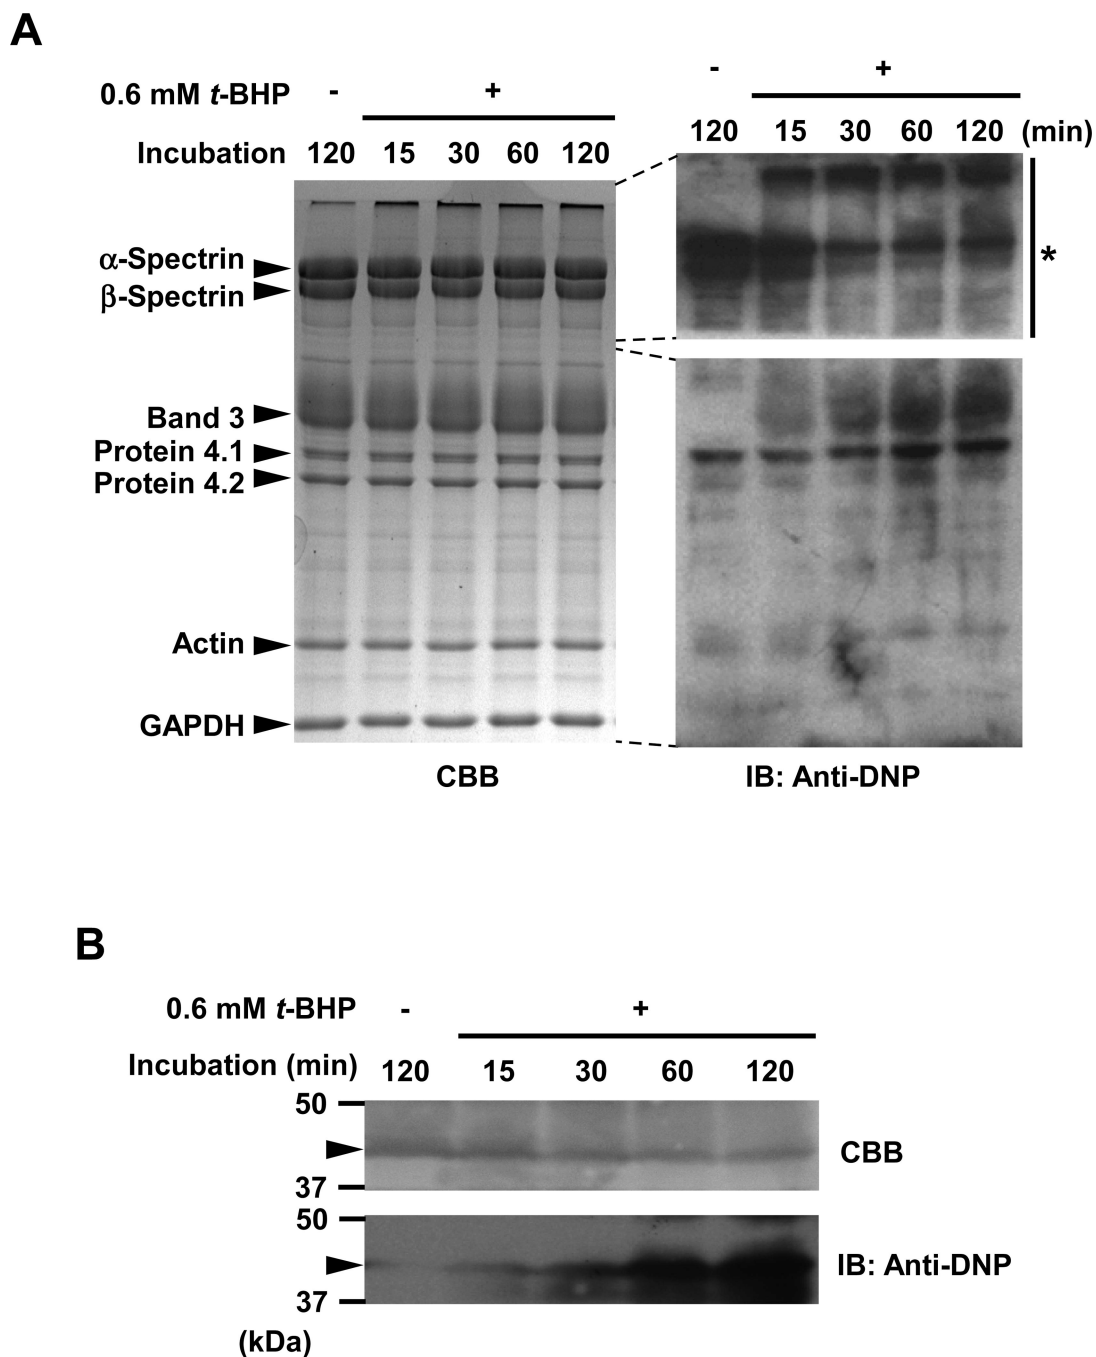 A
0.6 mM t-BHP - +
Incubation 120 15 30 60 120
- +
120 15 30 60 120 (min)
α-Spectrin
β-Spectrin
*
Band 3
Protein 4.1
Protein 4.2
Actin
GAPDH
CBB
IB: Anti-DNP
B
0.6 mM t-BHP - +
Incubation (min) 120 15 30 60 120
50
CBB
37
50
IB: Anti-DNP
37
(kDa)